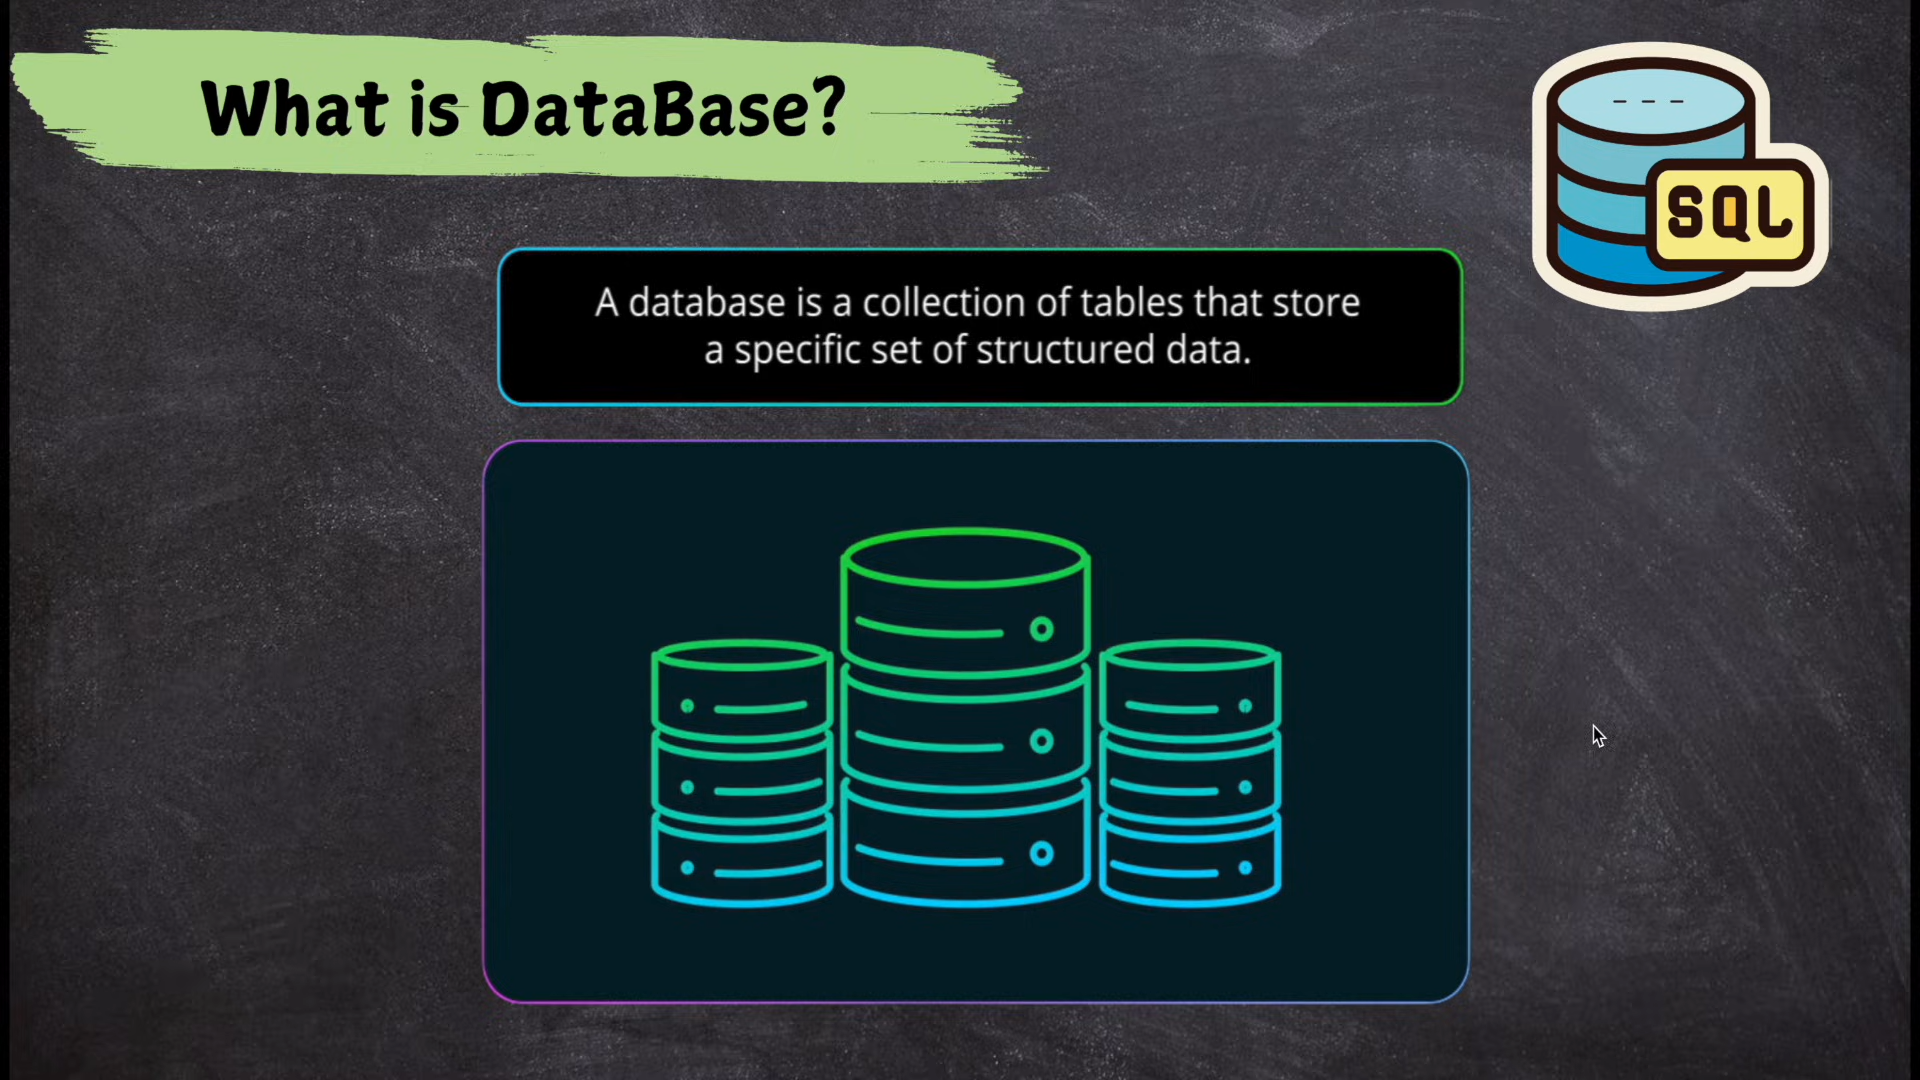 What is DataBase?
SQL
A database is a collection of tables that store
a specific set of structured data.